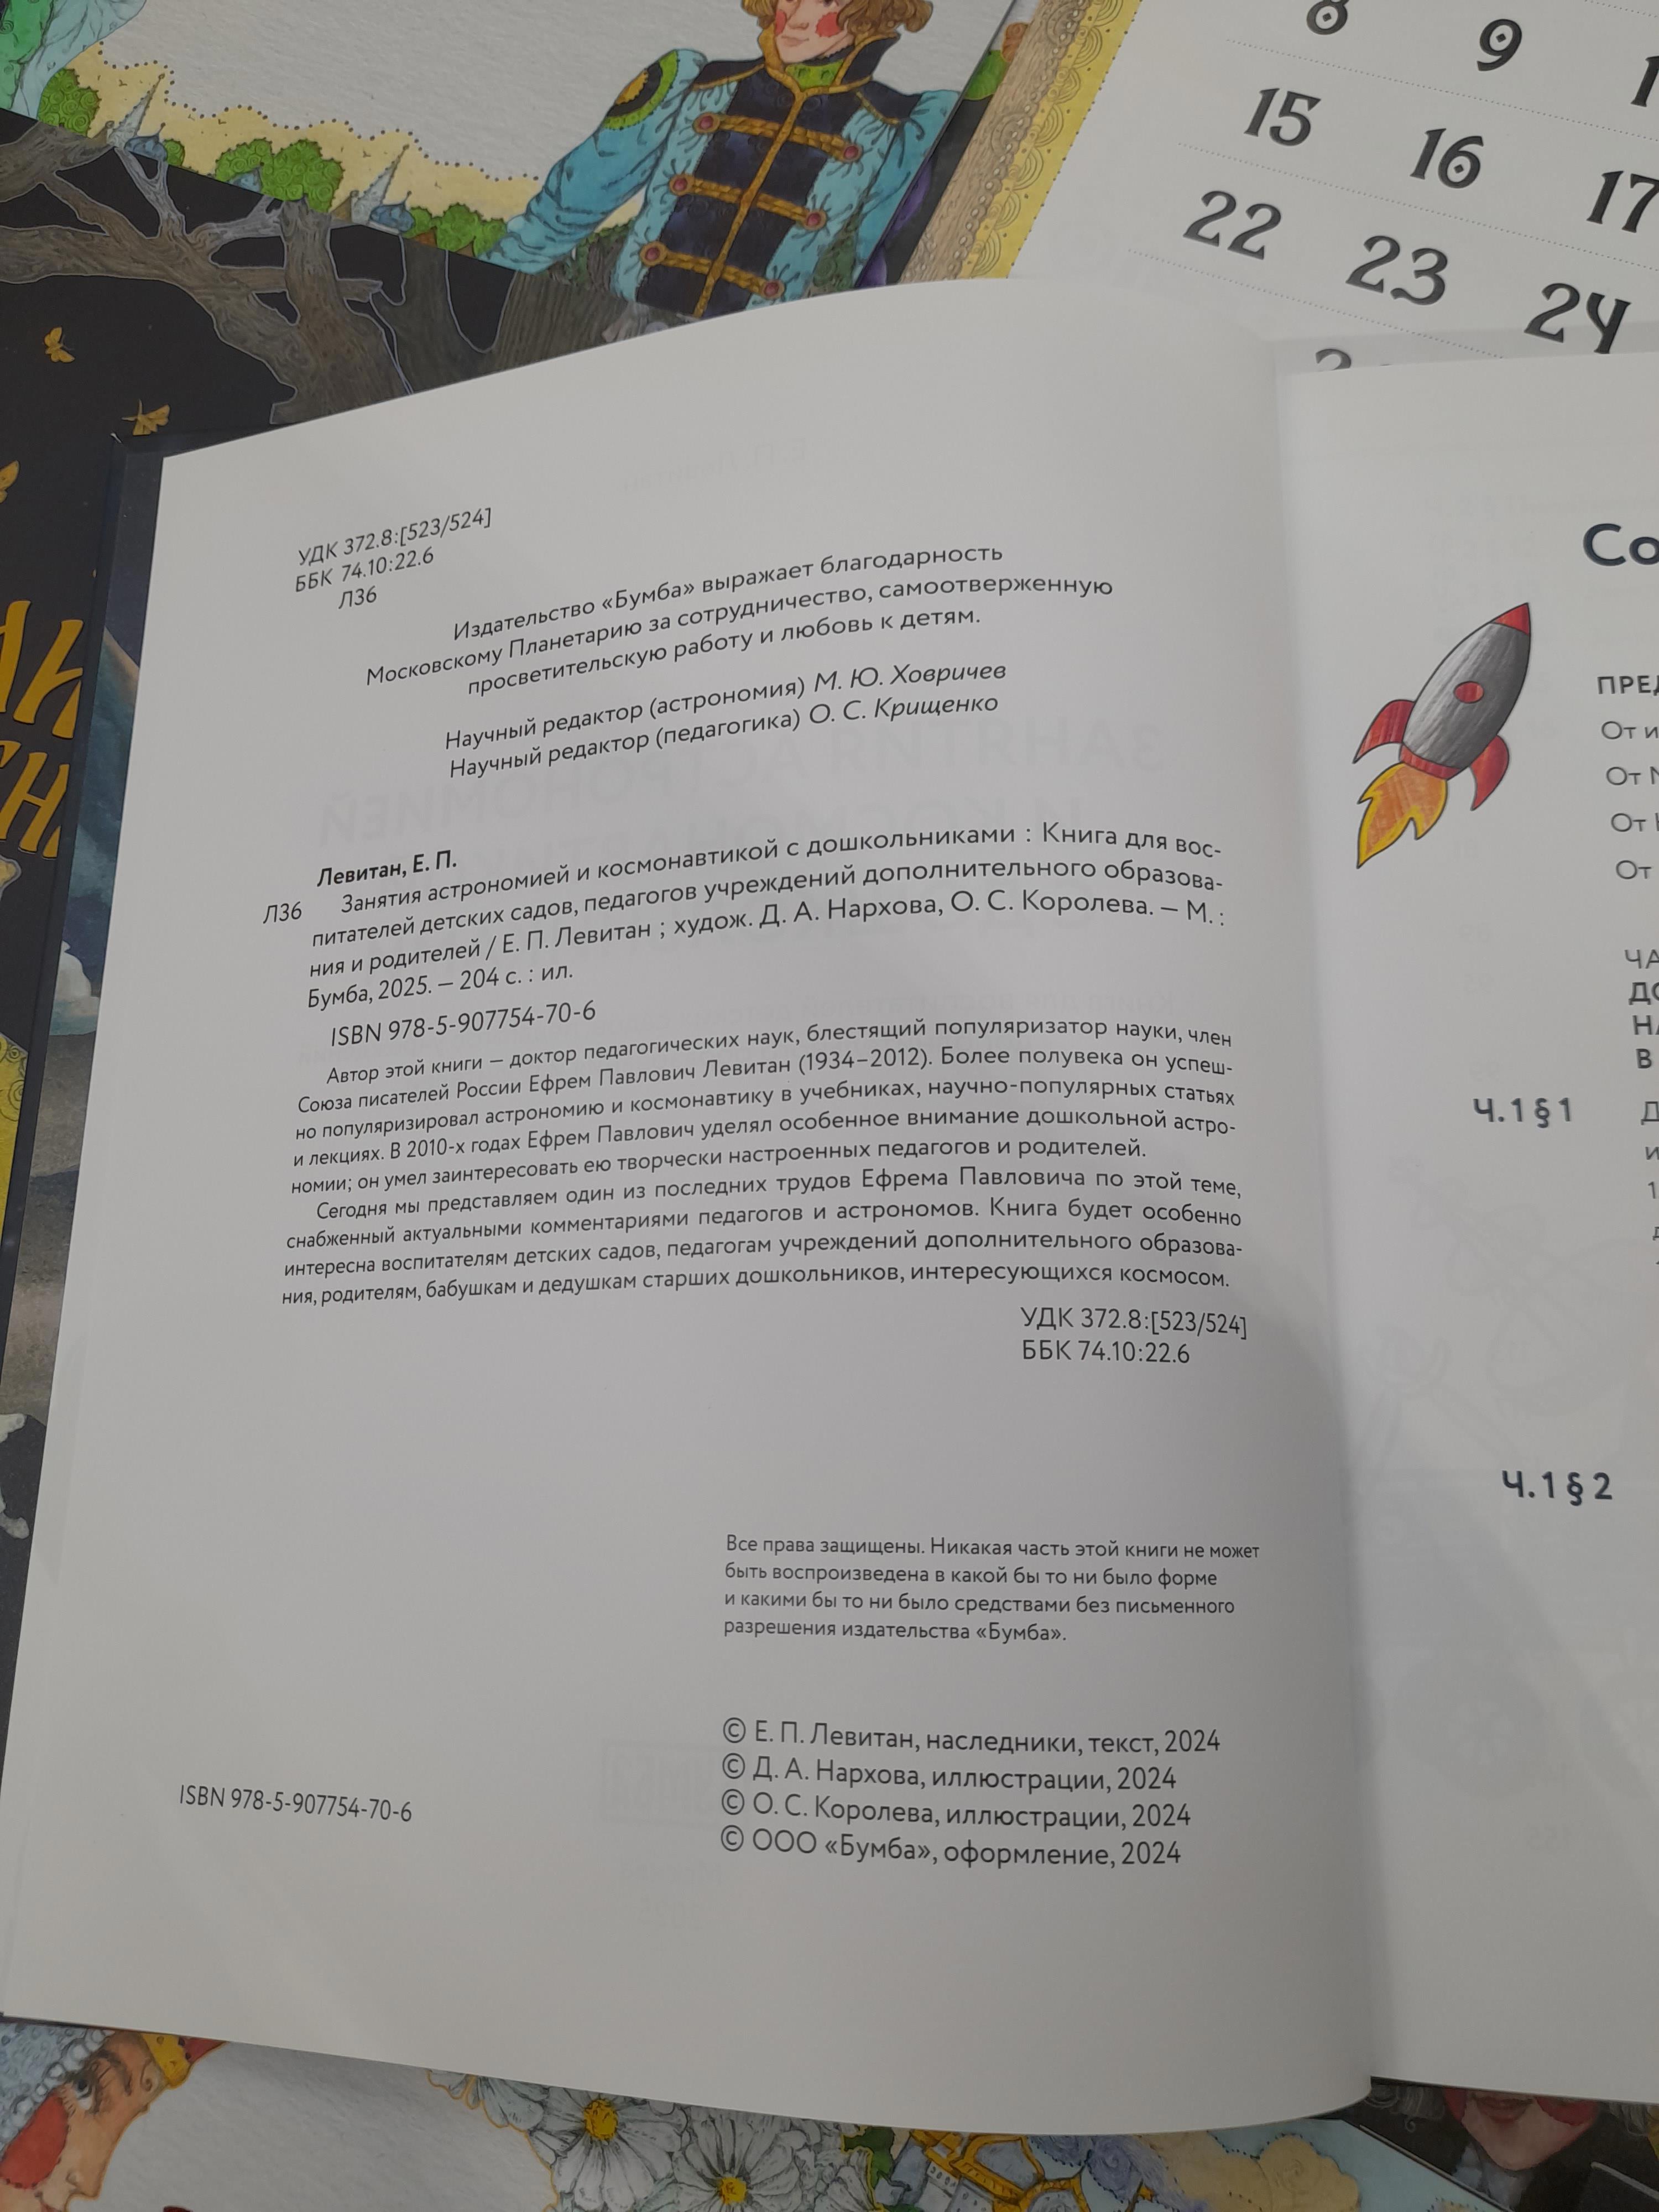 8 9
15 16 17
22 23 24
УДК 372.8:[523/524]
ББК 74.10:22.6
Л36
Издательство «Бумба» выражает благодарность
Московскому Планетарию за сотрудничество, самоотверженную
просветительскую работу и любовь к детям.
Научный редактор (астрономия) М. Ю. Ховричев
Научный редактор (педагогика) О. С. Крищенко
Левитан, Е. П.
Л36 Занятия астрономией и космонавтикой с дошкольниками : Книга для вос-
питателей детских садов, педагогов учреждений дополнительного образова-
ния и родителей / Е. П. Левитан ; худож. Д. А. Нархова, О. С. Королева. — М. :
Бумба, 2025. — 204 с. : ил.
ISBN 978-5-907754-70-6
Автор этой книги — доктор педагогических наук, блестящий популяризатор науки, член
Союза писателей России Ефрем Павлович Левитан (1934–2012). Более полувека он успеш-
но популяризировал астрономию и космонавтику в учебниках, научно-популярных статьях
и лекциях. В 2010-х годах Ефрем Павлович уделял особенное внимание дошкольной астро-
номии; он умел заинтересовать ею творчески настроенных педагогов и родителей.
Сегодня мы представляем один из последних трудов Ефрема Павловича по этой теме,
снабженный актуальными комментариями педагогов и астрономов. Книга будет особенно
интересна воспитателям детских садов, педагогам учреждений дополнительного образова-
ния, родителям, бабушкам и дедушкам старших дошкольников, интересующихся космосом.
УДК 372.8:[523/524]
ББК 74.10:22.6
Все права защищены. Никакая часть этой книги не может
быть воспроизведена в какой бы то ни было форме
и какими бы то ни было средствами без письменного
разрешения издательства «Бумба».
© Е. П. Левитан, наследники, текст, 2024
© Д. А. Нархова, иллюстрации, 2024
© О. С. Королева, иллюстрации, 2024
© ООО «Бумба», оформление, 2024
ISBN 978-5-907754-70-6
Со
ПРЕД
От и
От
От
От
ЧА
ДО
НА
В
Ч. 1 § 1
Ч. 1 § 2